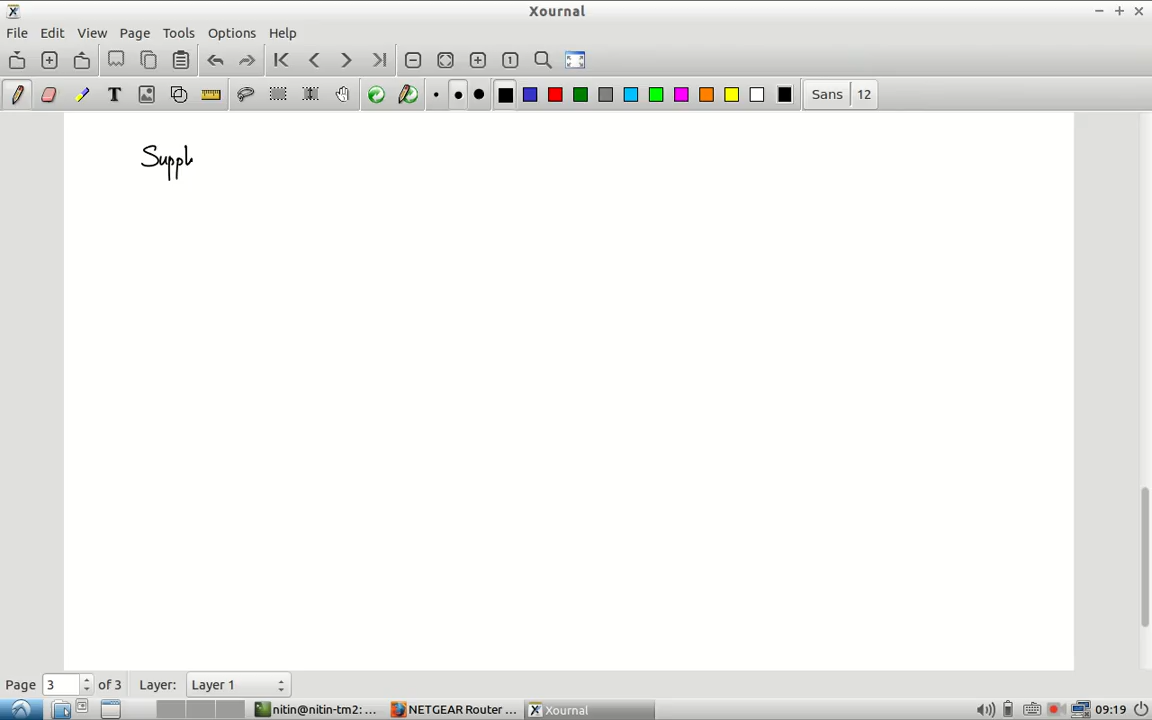 Xournal
File Edit View Page Tools Options Help
Sans 12
Suppl
Page 3 of 3 Layer: Layer 1
nitin@nitin-tm2: ... NETGEAR Router ... Xournal 09:19